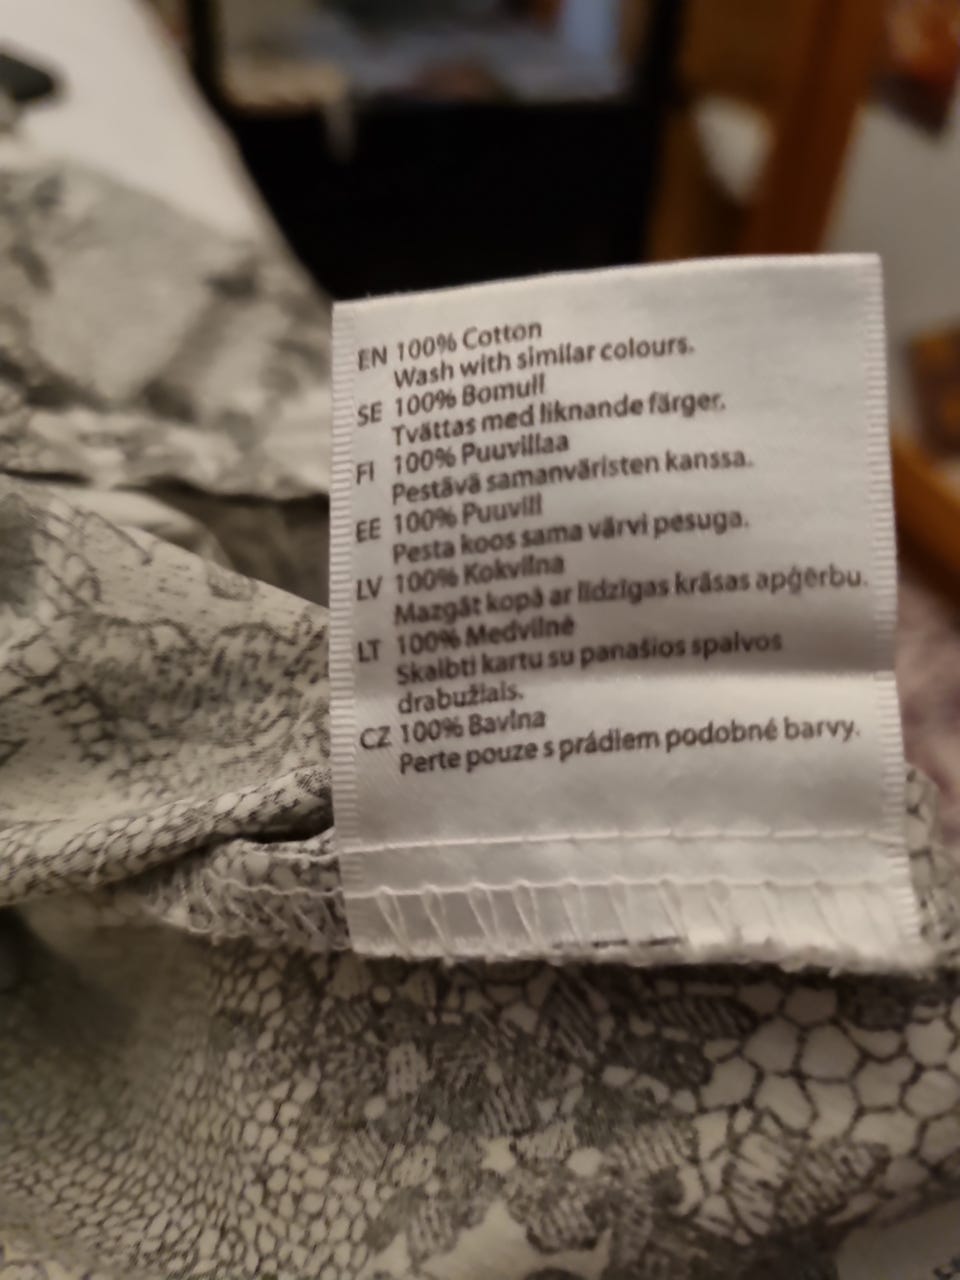 EN 100% Cotton
Wash with similar colours.
SE 100% Bomull
Tvättas med liknande färger.
FI 100% Puuvillaa
Pestävä samanväristen kanssa.
EE 100% Puuvill
Pesta koos sama värvi pesuga.
LV 100% Kokvilna
Mazgāt kopā ar līdzīgas krāsas apģērbu.
LT 100% Medvilnė
Skalbti kartu su panašios spalvos
drabužiais.
CZ 100% Bavlna
Perte pouze s prádlem podobné barvy.